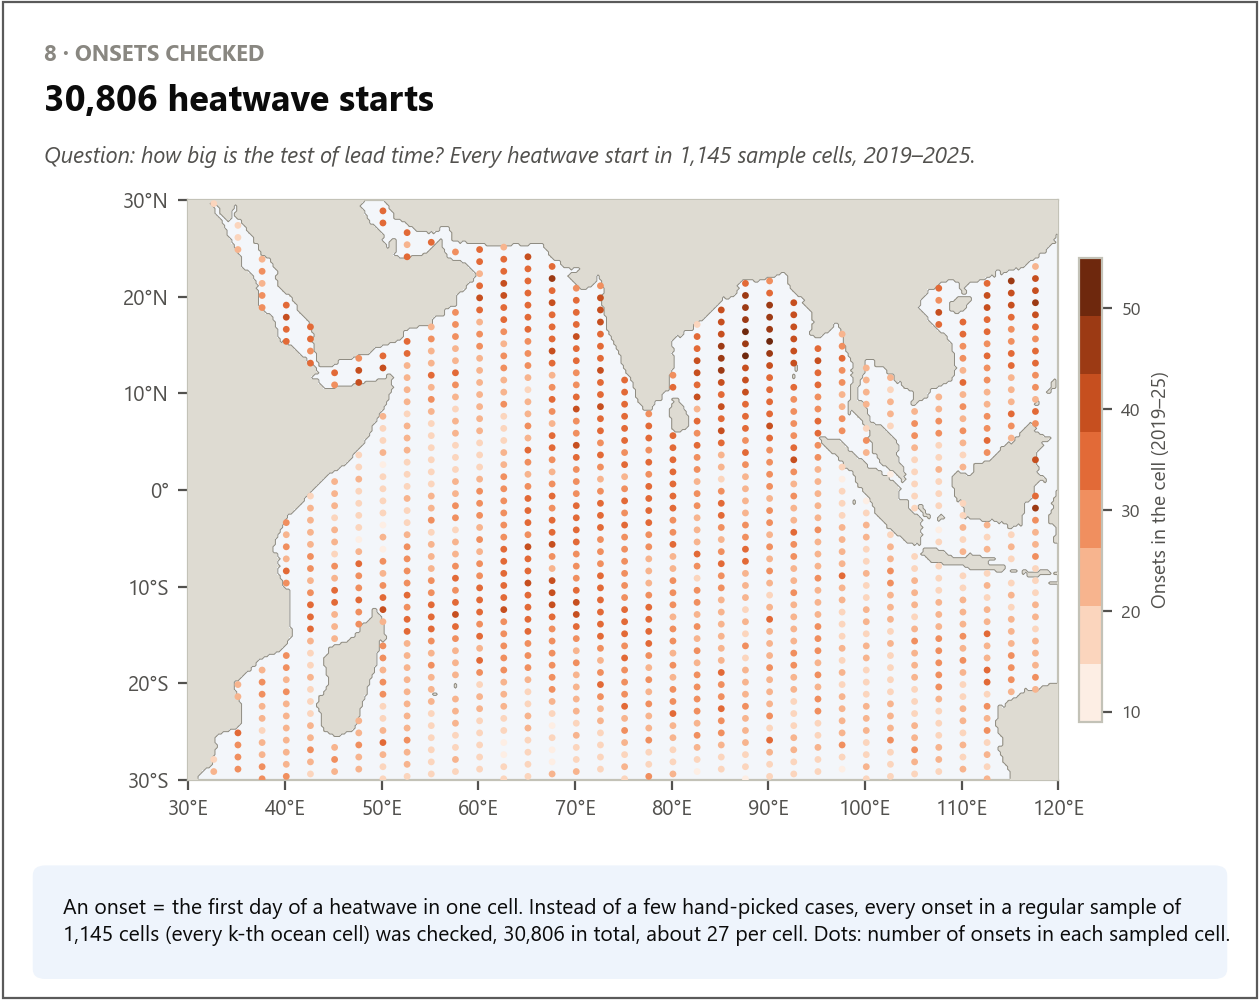 8 · ONSETS CHECKED
30,806 heatwave starts
Question: how big is the test of lead time? Every heatwave start in 1,145 sample cells, 2019–2025.
30°N
20°N
10°N
0°
10°S
20°S
30°S
30°E 40°E 50°E 60°E 70°E 80°E 90°E 100°E 110°E 120°E
50
40
30
20
10
Onsets in the cell (2019–25)
An onset = the first day of a heatwave in one cell. Instead of a few hand-picked cases, every onset in a regular sample of
1,145 cells (every k-th ocean cell) was checked, 30,806 in total, about 27 per cell. Dots: number of onsets in each sampled cell.